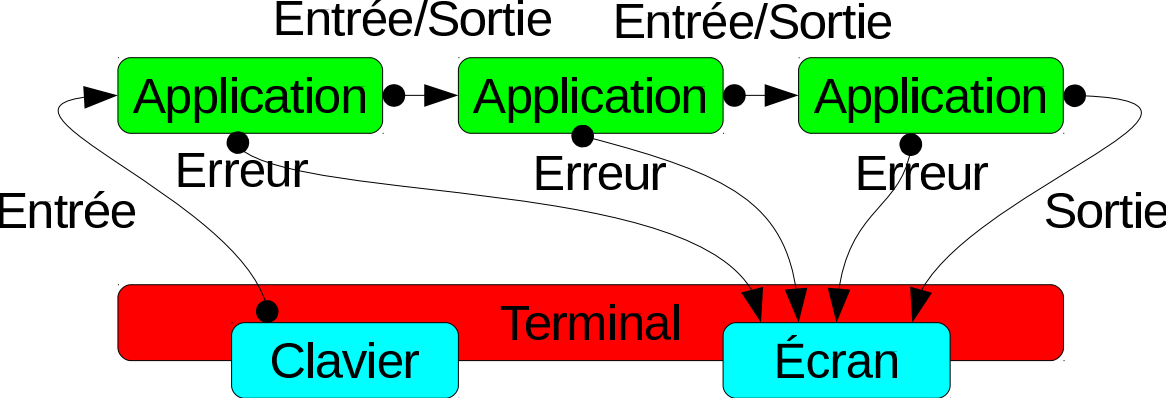 Entrée/Sortie
Entrée/Sortie
Application
Application
Application
Erreur
Erreur
Erreur
Entrée
Sortie
Terminal
Clavier
Écran